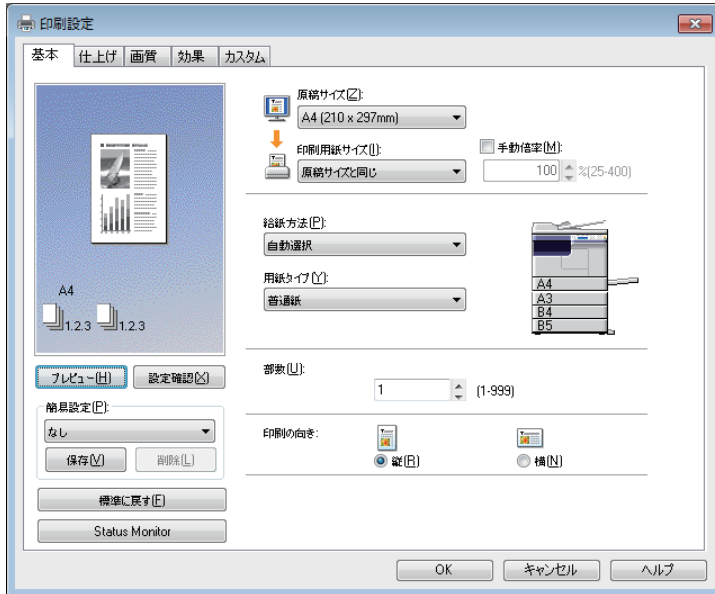 印刷設定
基本
仕上げ
画質
効果
カスタム
A4
1.2.3
1.2.3
プレビュー(H)
設定確認(X)
簡易設定(P):
なし
保存(V)
削除(L)
標準に戻す(F)
Status Monitor
原稿サイズ(Z):
A4 (210 x 297mm)
印刷用紙サイズ(I):
原稿サイズと同じ
手動倍率(M):
100 %(25-400)
給紙方法(P):
自動選択
用紙タイプ(Y):
普通紙
A4
A3
B4
B5
部数(U):
1 (1-999)
印刷の向き:
縦(R)
横(N)
OK
キャンセル
ヘルプ